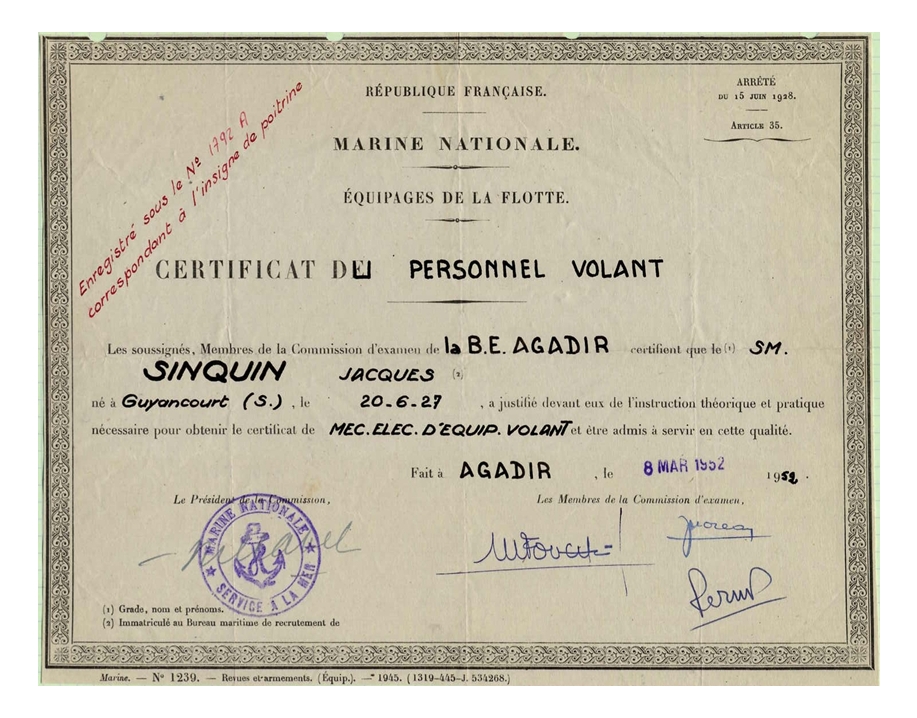 RÉPUBLIQUE FRANÇAISE.
ARRÊTÉ
DU 15 JUIN 1928.
ARTICLE 35.
MARINE NATIONALE.
ÉQUIPAGES DE LA FLOTTE.
Enregistré sous le Nº 1792 A
correspondant à l'insigne de poitrine
CERTIFICAT DU PERSONNEL VOLANT
Les soussignés, Membres de la Commission d'examen de la B.E. AGADIR certifient que le (1) SM.
SINQUIN JACQUES (2)
né à Guyancourt (S.), le 20-6-27, a justifié devant eux de l'instruction théorique et pratique
nécessaire pour obtenir le certificat de MEC. ELEC. D'EQUIP. VOLANT et être admis à servir en cette qualité.
Fait à AGADIR, le 8 MAR 1952 1952.
Le Président de la Commission,
Les Membres de la Commission d'examen,
MARINE NATIONALE
SERVICE A LA MER
(1) Grade, nom et prénoms.
(2) Immatriculé au Bureau maritime de recrutement de
Marine. — Nº 1239. — Revues et armements. (Équip.). — 1945. (1319-445-J. 534268.)